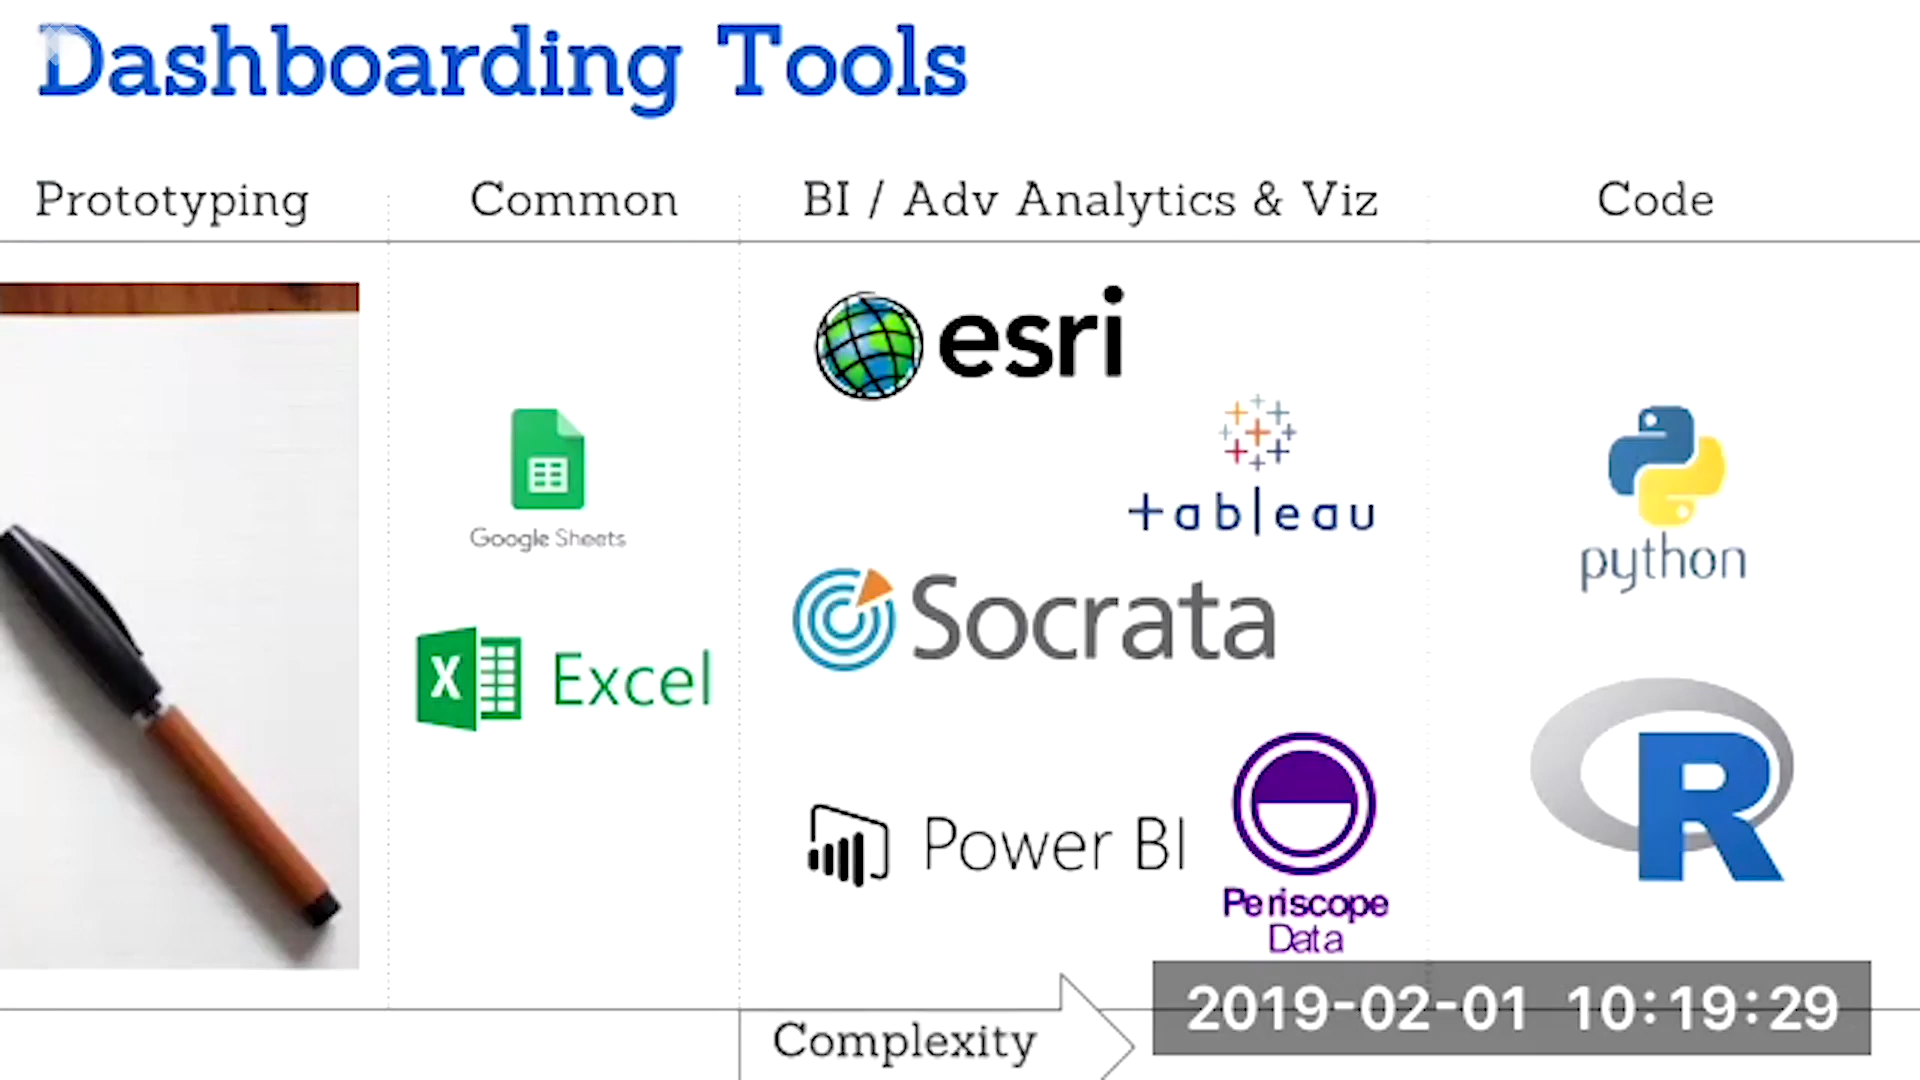 Dashboarding Tools
Prototyping
Common
BI / Adv Analytics & Viz
Code
Google Sheets
X Excel
esri
+ableau
Socrata
Power BI
Periscope
Data
python
R
Complexity
2019-02-01 10:19:29